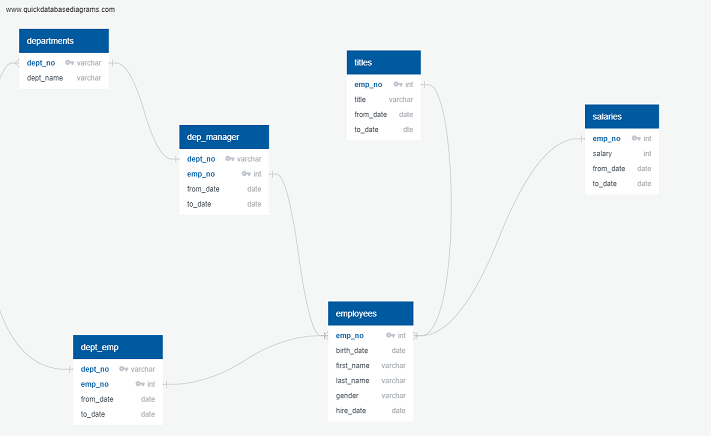 www.quickdatabasediagrams.com
departments
dept_no varchar
dept_name varchar
titles
emp_no int
title varchar
from_date date
to_date dte
salaries
emp_no int
salary int
from_date date
to_date date
dep_manager
dept_no varchar
emp_no int
from_date date
to_date date
employees
emp_no int
birth_date date
first_name varchar
last_name varchar
gender varchar
hire_date date
dept_emp
dept_no varchar
emp_no int
from_date date
to_date date